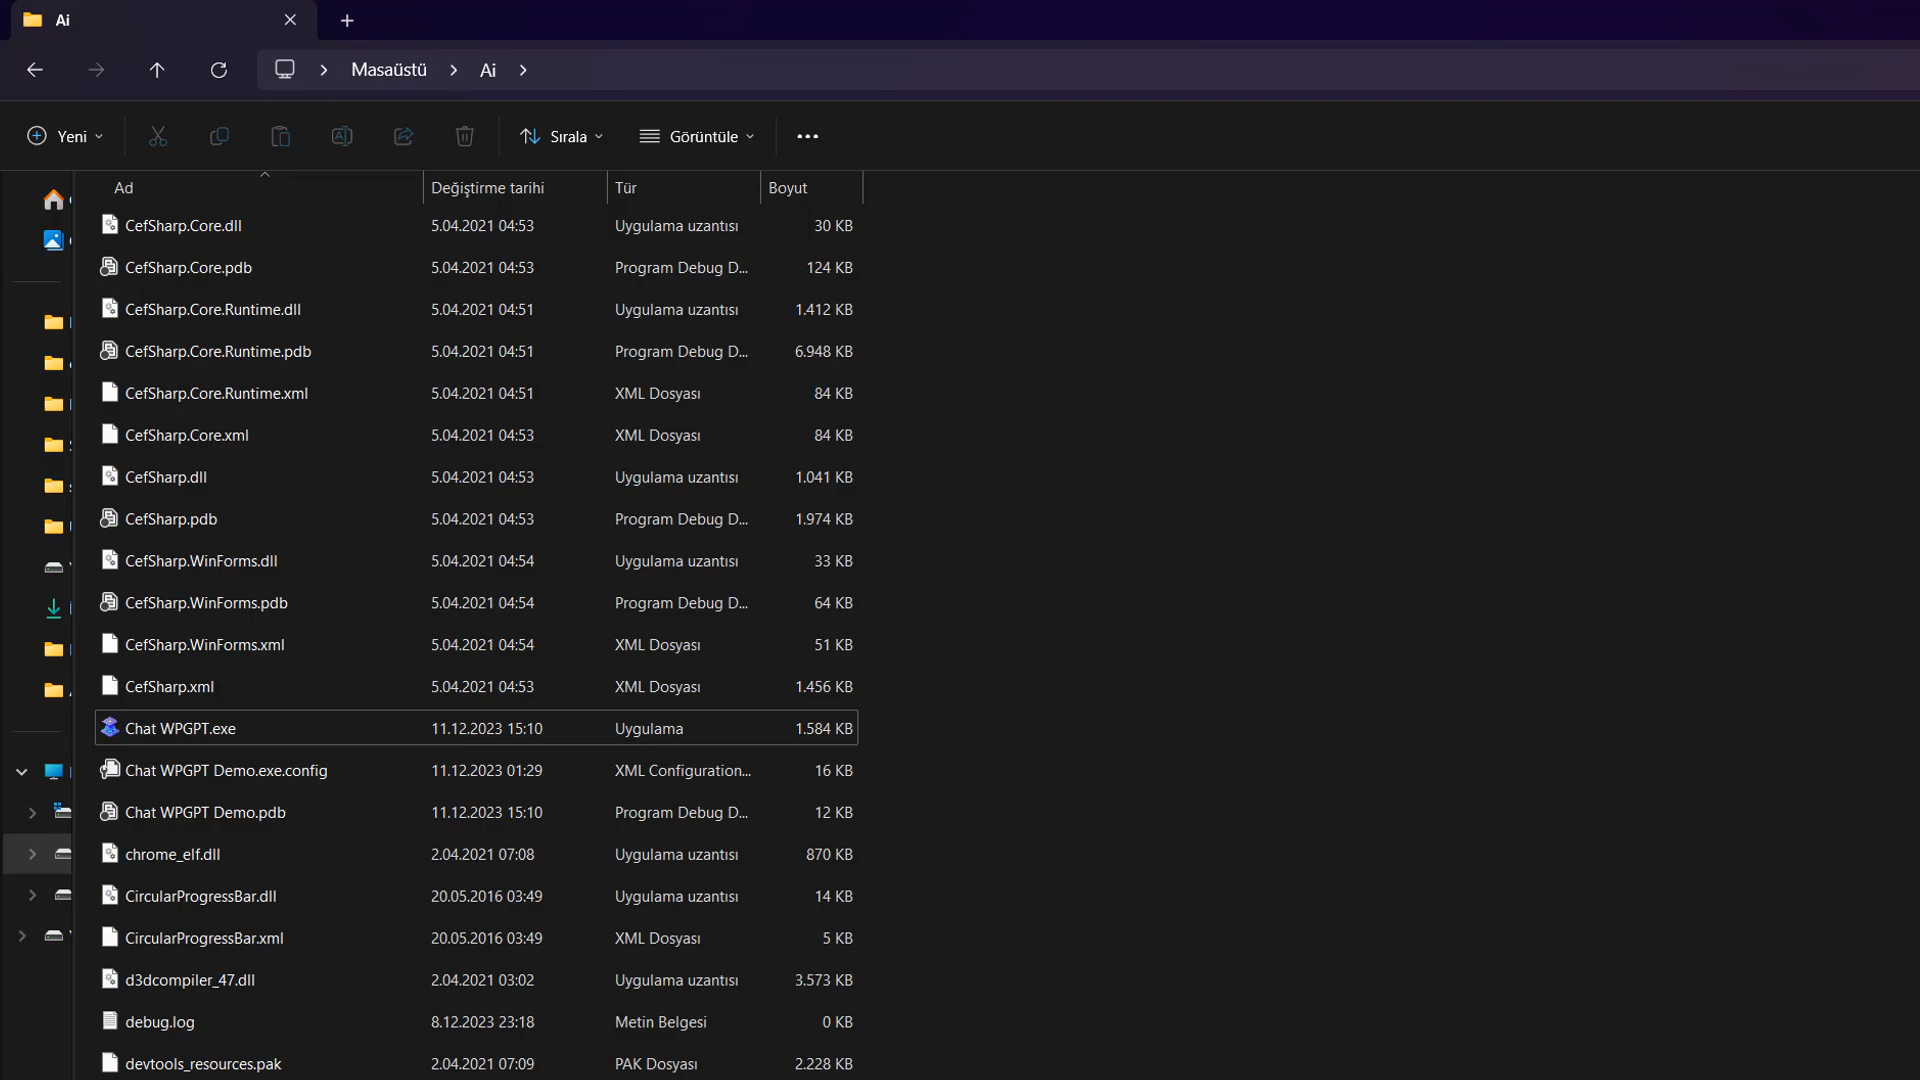 Ai
Masaüstü Ai
Yeni Sırala Görüntüle
Ad Değiştirme tarihi Tür Boyut
CefSharp.Core.dll 5.04.2021 04:53 Uygulama uzantısı 30 KB
CefSharp.Core.pdb 5.04.2021 04:53 Program Debug D... 124 KB
CefSharp.Core.Runtime.dll 5.04.2021 04:51 Uygulama uzantısı 1.412 KB
CefSharp.Core.Runtime.pdb 5.04.2021 04:51 Program Debug D... 6.948 KB
CefSharp.Core.Runtime.xml 5.04.2021 04:51 XML Dosyası 84 KB
CefSharp.Core.xml 5.04.2021 04:53 XML Dosyası 84 KB
CefSharp.dll 5.04.2021 04:53 Uygulama uzantısı 1.041 KB
CefSharp.pdb 5.04.2021 04:53 Program Debug D... 1.974 KB
CefSharp.WinForms.dll 5.04.2021 04:54 Uygulama uzantısı 33 KB
CefSharp.WinForms.pdb 5.04.2021 04:54 Program Debug D... 64 KB
CefSharp.WinForms.xml 5.04.2021 04:54 XML Dosyası 51 KB
CefSharp.xml 5.04.2021 04:53 XML Dosyası 1.456 KB
Chat WPGPT.exe 11.12.2023 15:10 Uygulama 1.584 KB
Chat WPGPT Demo.exe.config 11.12.2023 01:29 XML Configuration... 16 KB
Chat WPGPT Demo.pdb 11.12.2023 15:10 Program Debug D... 12 KB
chrome_elf.dll 2.04.2021 07:08 Uygulama uzantısı 870 KB
CircularProgressBar.dll 20.05.2016 03:49 Uygulama uzantısı 14 KB
CircularProgressBar.xml 20.05.2016 03:49 XML Dosyası 5 KB
d3dcompiler_47.dll 2.04.2021 03:02 Uygulama uzantısı 3.573 KB
debug.log 8.12.2023 23:18 Metin Belgesi 0 KB
devtools_resources.pak 2.04.2021 07:09 PAK Dosyası 2.228 KB